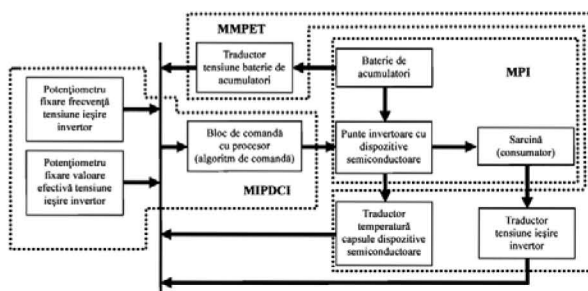 MMPET
Traductor
tensiune baterie de
acumulatori
Baterie de
acumulatori
MPI
Potențiometru
fixare frecvență
tensiune ieșire
invertor
Bloc de comandă
cu procesor
(algoritm de comandă)
Punte invertoare cu
dispozitive
semiconductoare
Sarcină
(consumator)
Potențiometru
fixare valoare
efectivă tensiune
ieșire invertor
MIPDCI
Traductor
temperatură
capsule dispozitive
semiconductoare
Traductor
tensiune ieșire
invertor